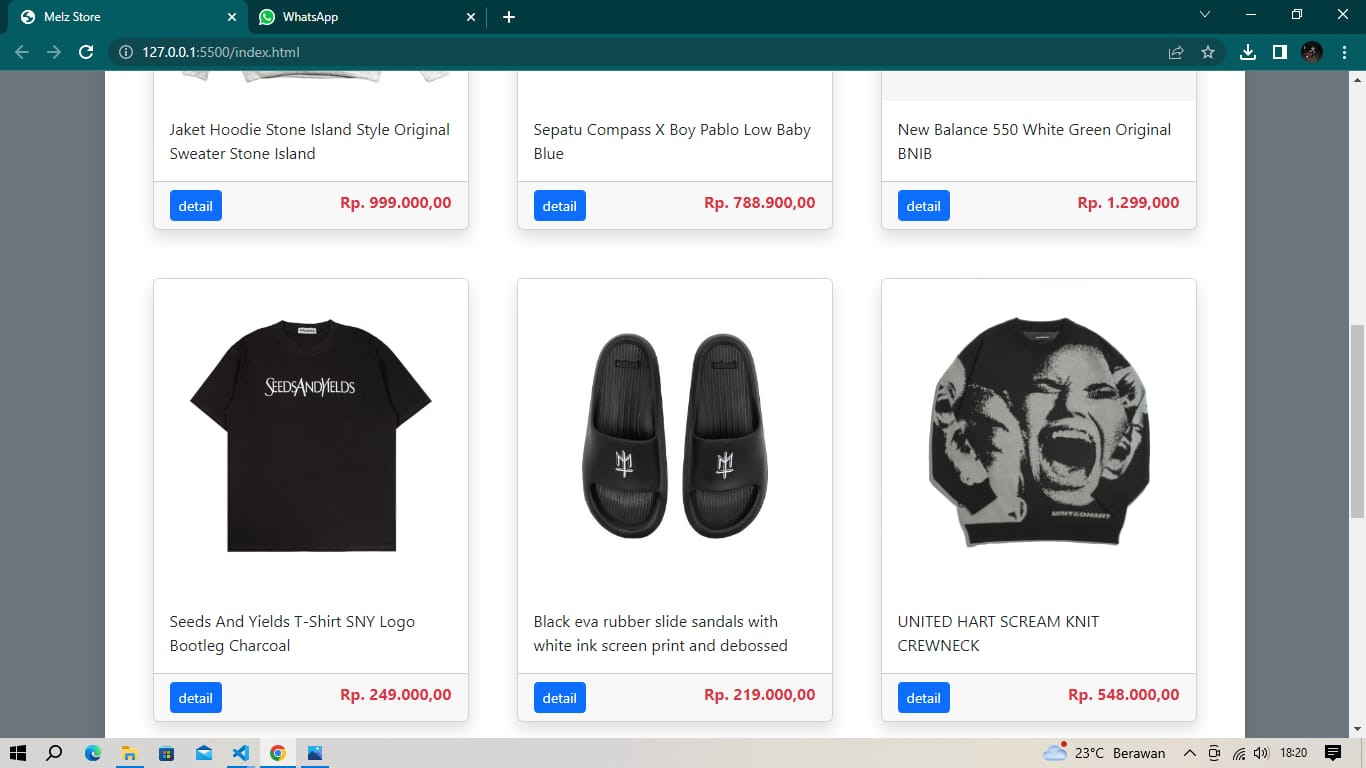 Melz Store
WhatsApp
127.0.0.1:5500/index.html
Jaket Hoodie Stone Island Style Original
Sweater Stone Island
detail
Rp. 999.000,00
Sepatu Compass X Boy Pablo Low Baby
Blue
detail
Rp. 788.900,00
New Balance 550 White Green Original
BNIB
detail
Rp. 1.299,000
SEEDSANDYIELDS
Seeds And Yields T-Shirt SNY Logo
Bootleg Charcoal
detail
Rp. 249.000,00
Black eva rubber slide sandals with
white ink screen print and debossed
detail
Rp. 219.000,00
UNITEDHART
UNITED HART SCREAM KNIT
CREWNECK
detail
Rp. 548.000,00
23°C Berawan
18:20